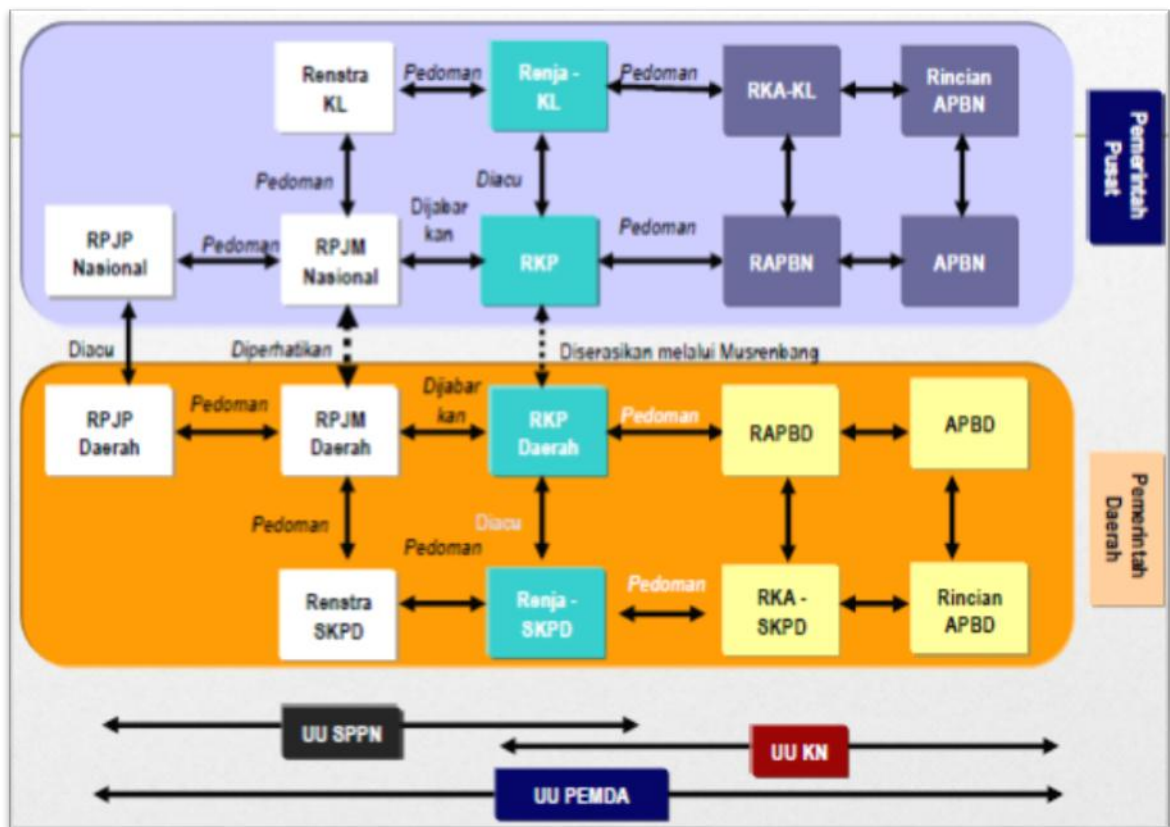 Renstra
KL
Pedoman
Renja -
KL
Pedoman
RKA-KL
Rincian
APBN
Pemerintah
Pusat
Pedoman
Diacu
RPJP
Nasional
Pedoman
RPJM
Nasional
Dijabar
kan
RKP
Pedoman
RAPBN
APBN
Diacu
Diperhatikan
Diserasikan melalui Musrenbang
RPJP
Daerah
Pedoman
RPJM
Daerah
Dijabar
kan
RKP
Daerah
Pedoman
RAPBD
APBD
Pemerintah
Daerah
Pedoman
Diacu
Renstra
SKPD
Pedoman
Renja -
SKPD
Pedoman
RKA -
SKPD
Rincian
APBD
UU SPPN
UU KN
UU PEMDA